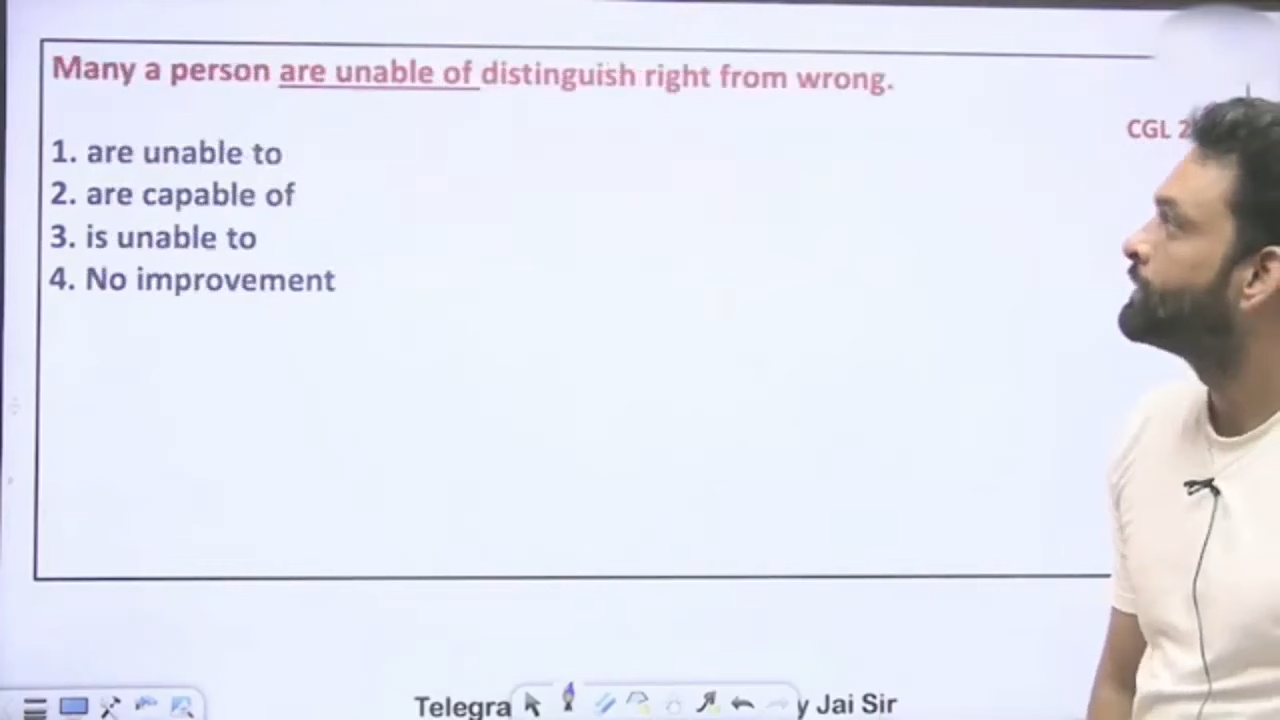 Many a person are unable of distinguish right from wrong.
CGL
1. are unable to
2. are capable of
3. is unable to
4. No improvement
Jai Sir